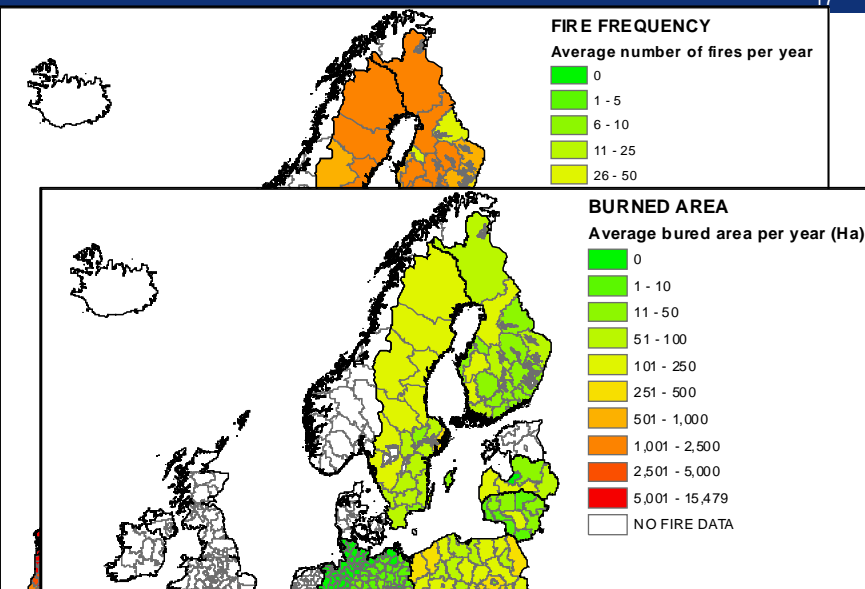 FIRE FREQUENCY
Average number of fires per year
0
1 - 5
6 - 10
11 - 25
26 - 50
BURNED AREA
Average bured area per year (Ha)
0
1 - 10
11 - 50
51 - 100
101 - 250
251 - 500
501 - 1,000
1,001 - 2,500
2,501 - 5,000
5,001 - 15,479
NO FIRE DATA